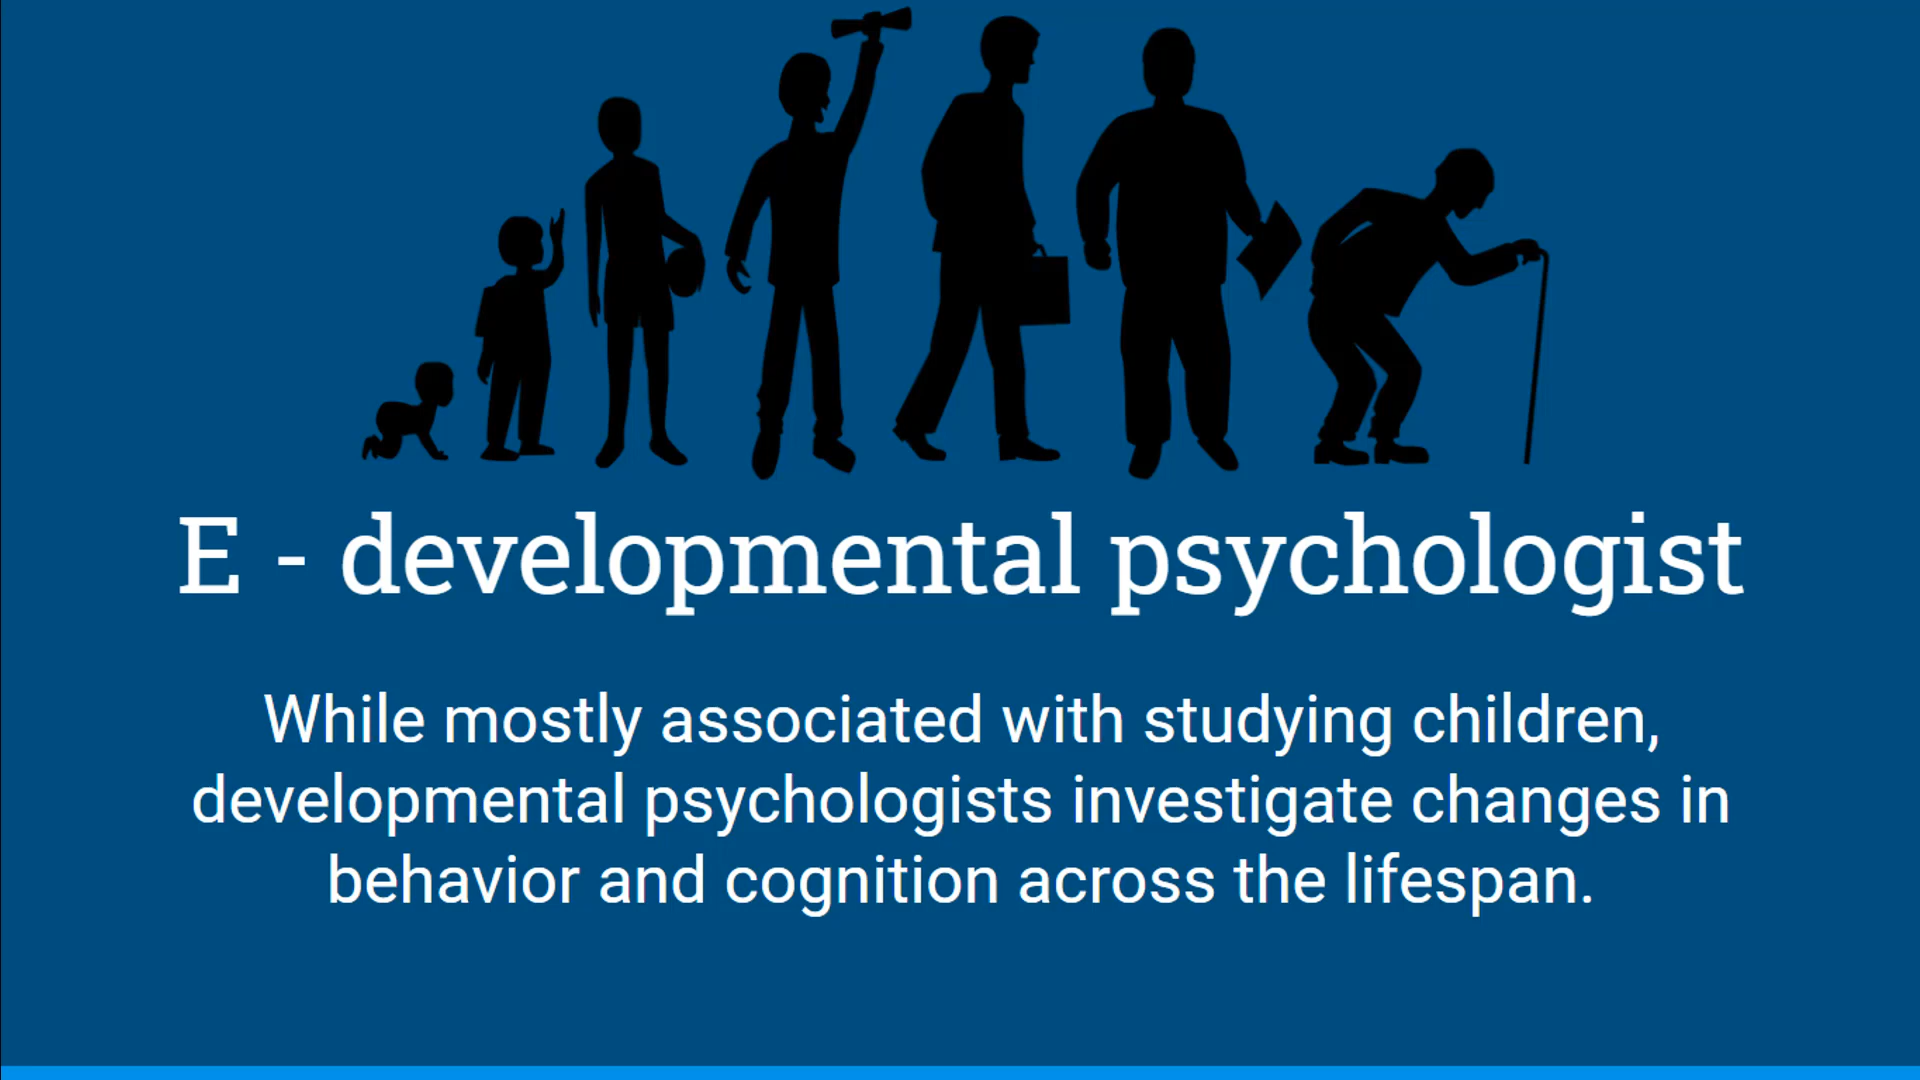 E - developmental psychologist
While mostly associated with studying children,
developmental psychologists investigate changes in
behavior and cognition across the lifespan.